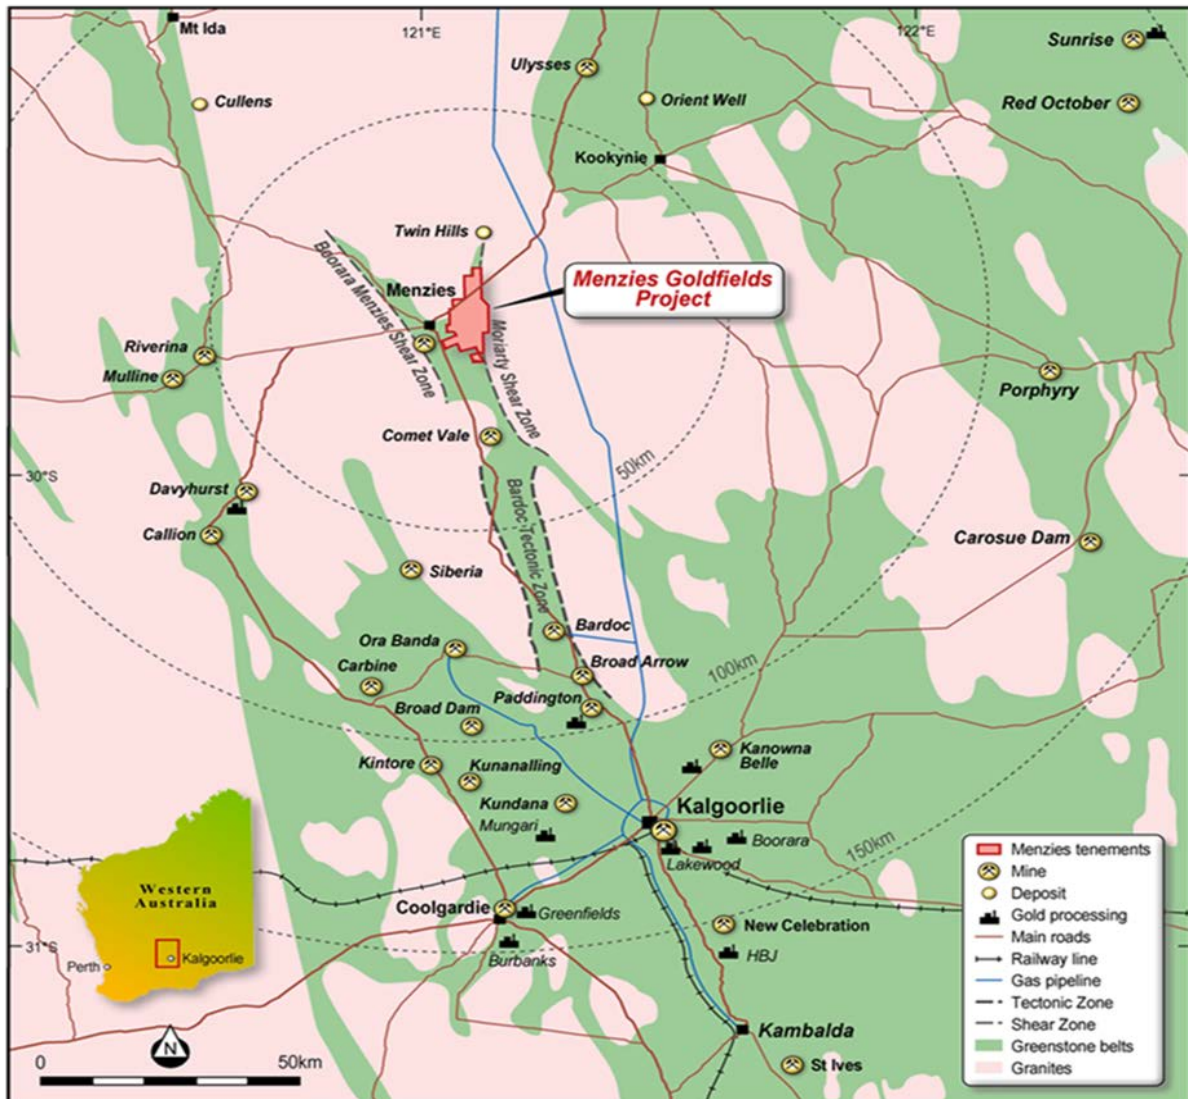 Mt Ida
121°E
122°E
Sunrise
Ulysses
Cullens
Orient Well
Red October
Kookynie
Twin Hills
Boorara Menzies Shear Zone
Menzies
Menzies Goldfields
Project
Moriarty Shear Zone
Riverina
Mulline
Porphyry
Comet Vale
50km
30°S
Davyhurst
Bardoc Tectonic Zone
Callion
Carosue Dam
Siberia
Bardoc
Ora Banda
Broad Arrow
100km
Carbine
Paddington
Broad Dam
Kanowna
Belle
Kintore
Kunanalling
Kundana
Kalgoorlie
Mungari
Boorara
150km
Lakewood
Coolgardie
Greenfields
New Celebration
31°S
Burbanks
HBJ
Kambalda
St Ives
Western
Australia
Perth
Kalgoorlie
N
0
50km
Menzies tenements
Mine
Deposit
Gold processing
Main roads
Railway line
Gas pipeline
Tectonic Zone
Shear Zone
Greenstone belts
Granites